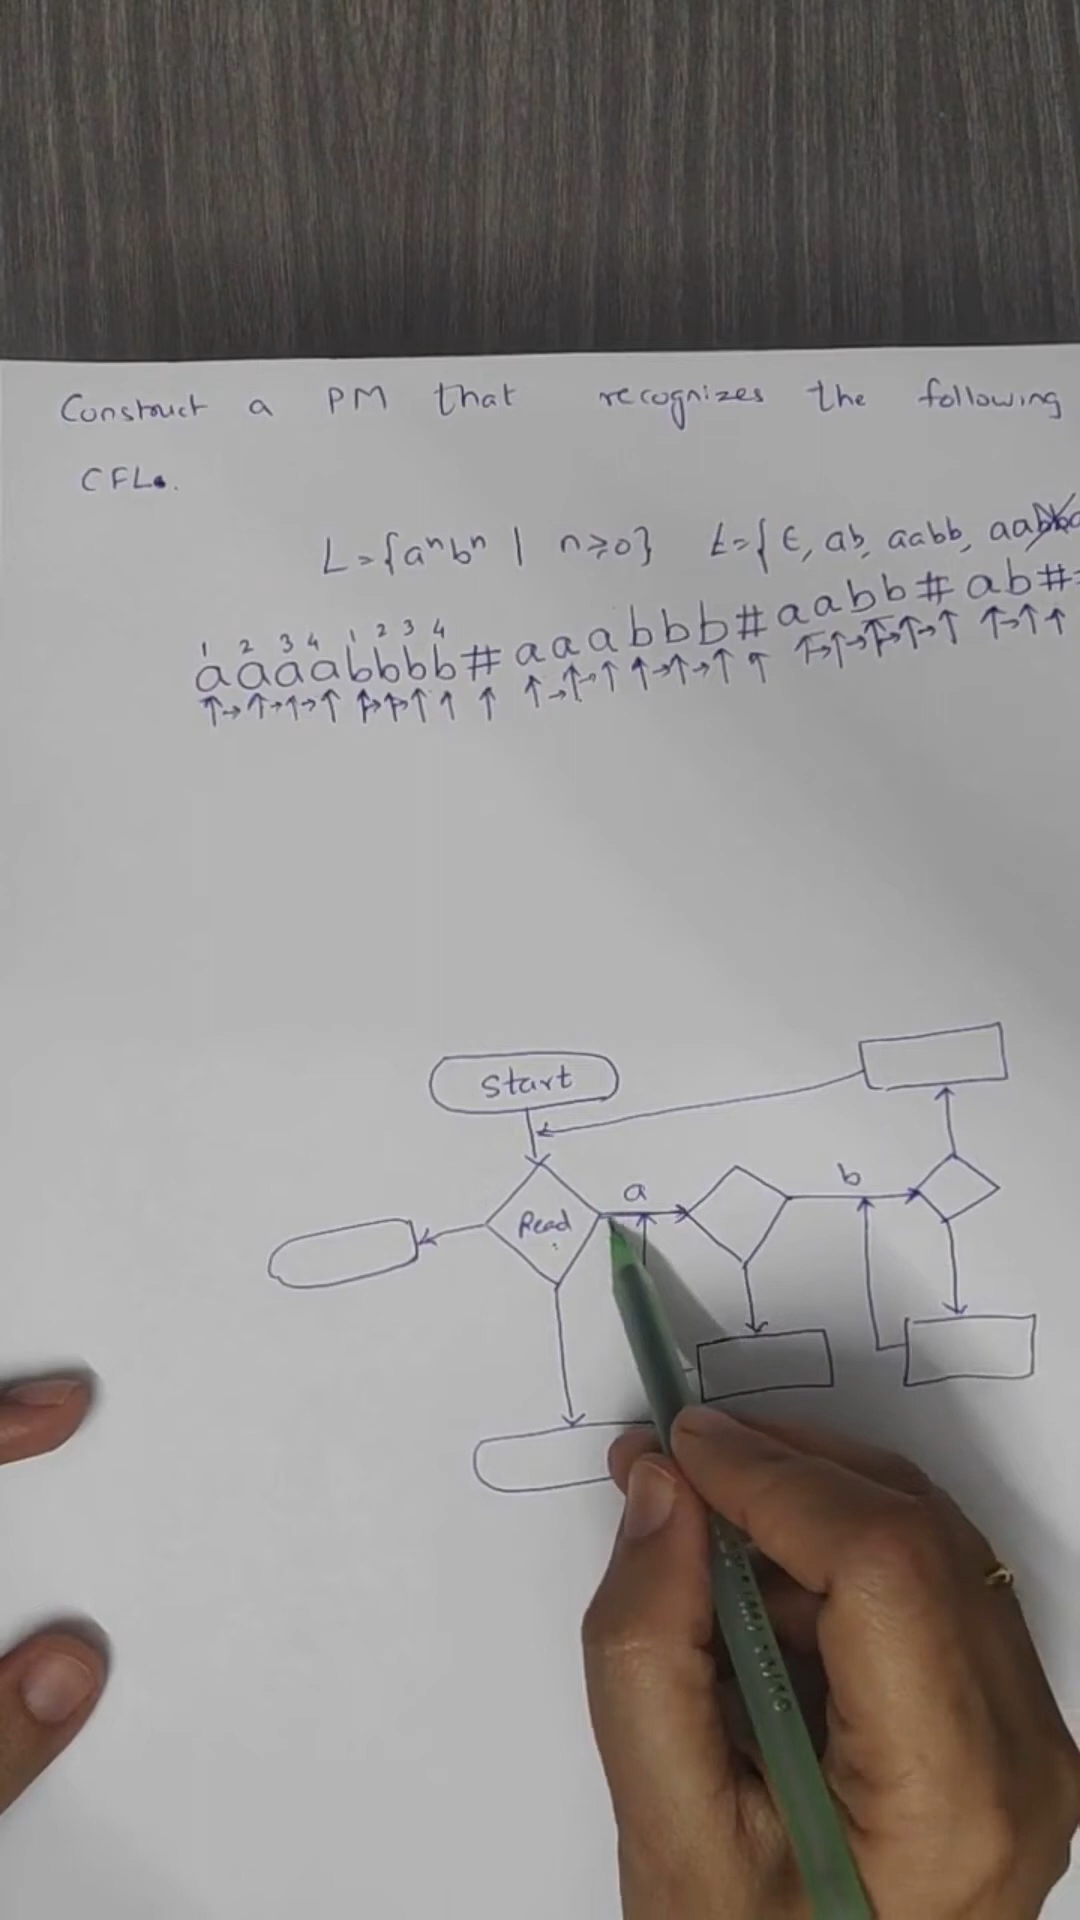 Construct a PM that recognizes the following
CFL.
L={aⁿbⁿ | n≥0} L={ε, ab, aabb,
1 2 3 4 1 2 3 4
aaaabbbb#aaabbb#aabb#ab#
Start
a
b
Read